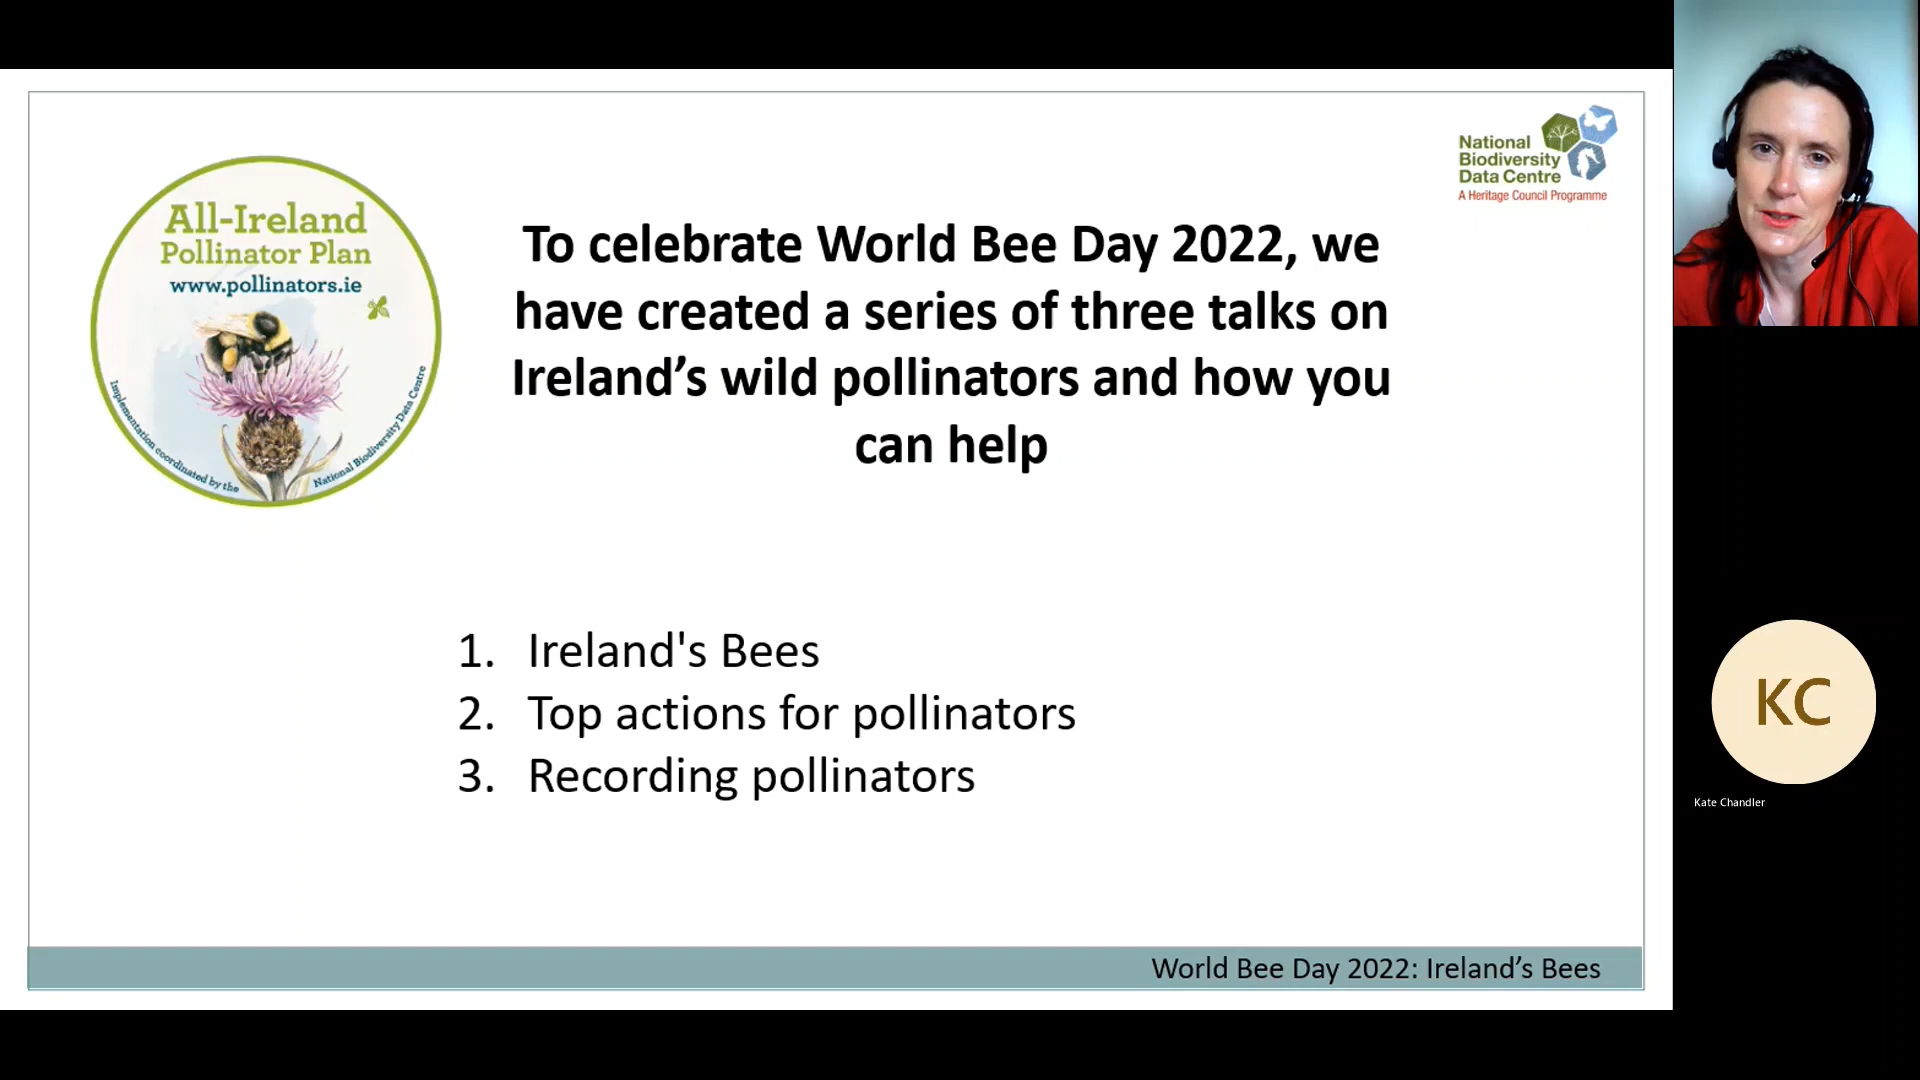 All-Ireland
Pollinator Plan
www.pollinators.ie
Implementation coordinated by the
National Biodiversity Data Centre
National
Biodiversity
Data Centre
A Heritage Council Programme
To celebrate World Bee Day 2022, we
have created a series of three talks on
Ireland’s wild pollinators and how you
can help
1. Ireland's Bees
2. Top actions for pollinators
3. Recording pollinators
World Bee Day 2022: Ireland’s Bees
KC
Kate Chandler